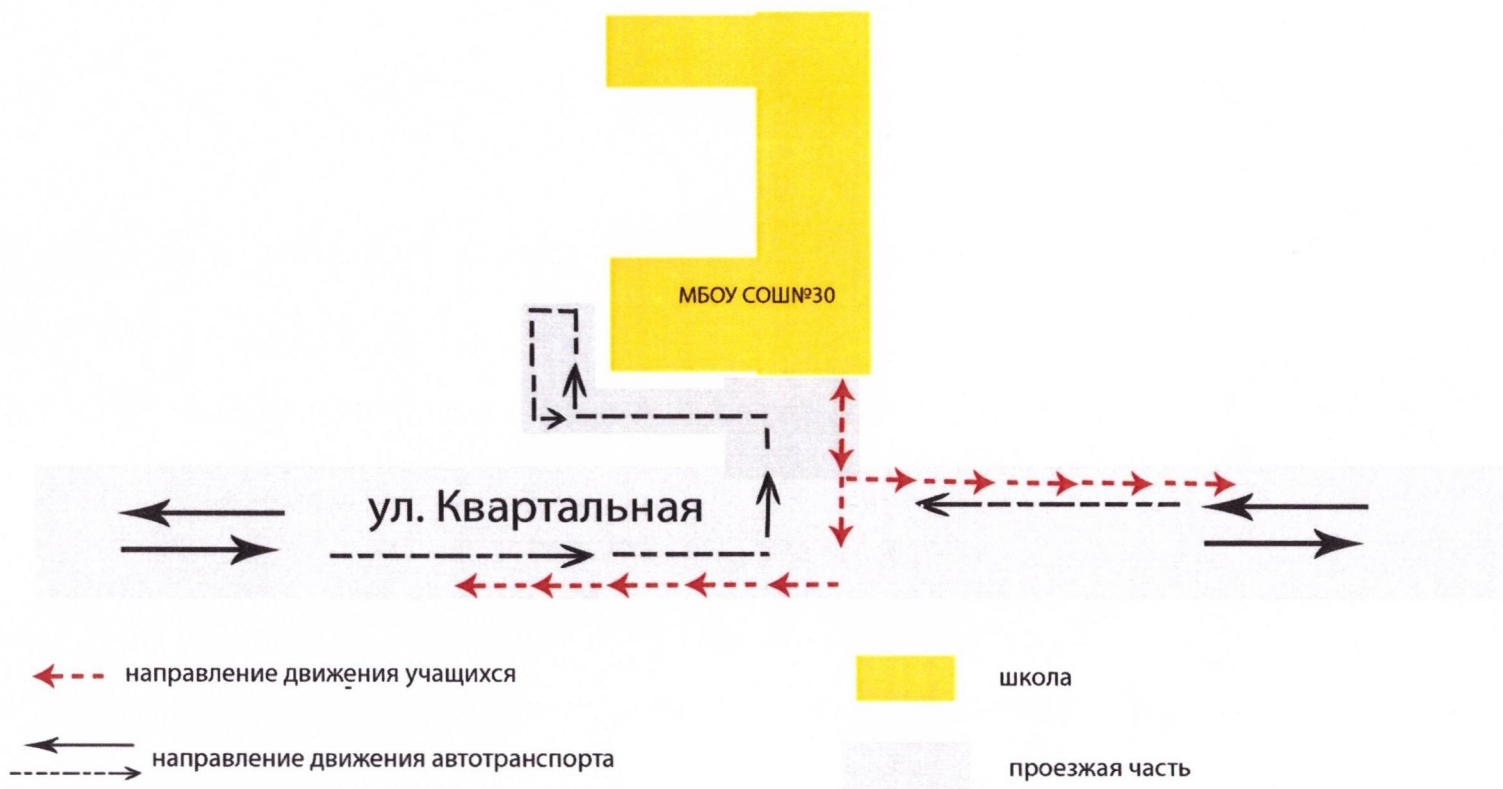 МБОУ СОШ№30
ул. Квартальная
направление движения учащихся
школа
направление движения автотранспорта
проезжая часть